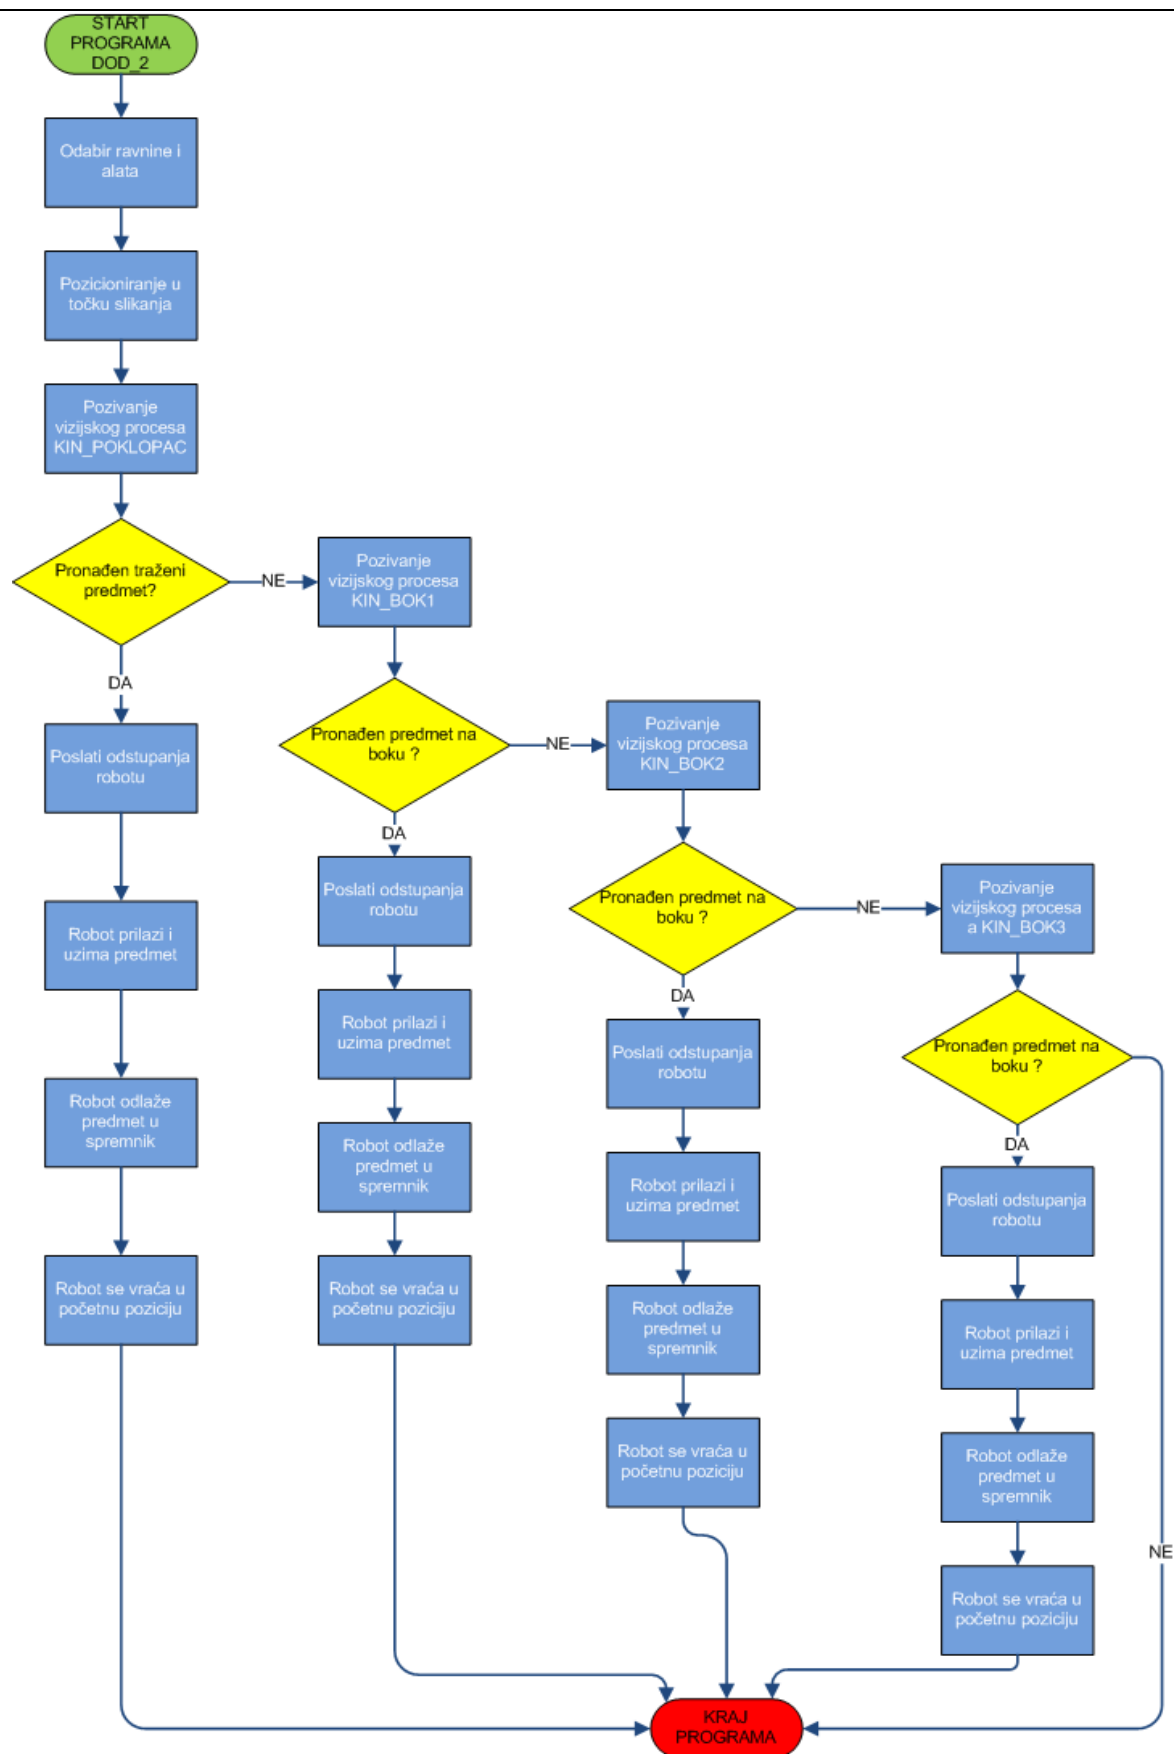 START
PROGRAMA
DOD_2
Odabir ravnine i
alata
Pozicioniranje u
točku slikanja
Pozivanje
vizijskog procesa
KIN_POKLOPAC
Pronađen traženi
predmet?
NE
Pozivanje
vizijskog procesa
KIN_BOK1
DA
Poslati odstupanja
robotu
Robot prilazi i
uzima predmet
Robot odlaže
predmet u
spremnik
Robot se vraća u
početnu poziciju
Pronađen predmet na
boku ?
NE
Pozivanje
vizijskog procesa
KIN_BOK2
DA
Poslati odstupanja
robotu
Robot prilazi i
uzima predmet
Robot odlaže
predmet u
spremnik
Robot se vraća u
početnu poziciju
Pronađen predmet na
boku ?
NE
Pozivanje
vizijskog procesa
a KIN_BOK3
DA
Poslati odstupanja
robotu
Robot prilazi i
uzima predmet
Robot odlaže
predmet u
spremnik
Robot se vraća u
početnu poziciju
Pronađen predmet na
boku ?
DA
Poslati odstupanja
robotu
Robot prilazi i
uzima predmet
Robot odlaže
predmet u
spremnik
Robot se vraća u
početnu poziciju
NE
KRAJ
PROGRAMA